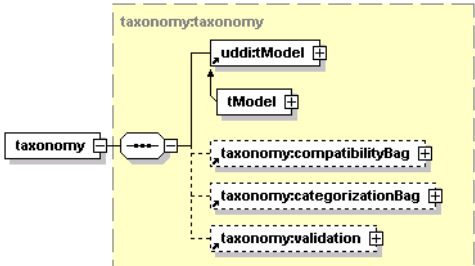 taxonomy:taxonomy
uddi:tModel
tModel
taxonomy
taxonomy:compatibilityBag
taxonomy:categorizationBag
taxonomy:validation